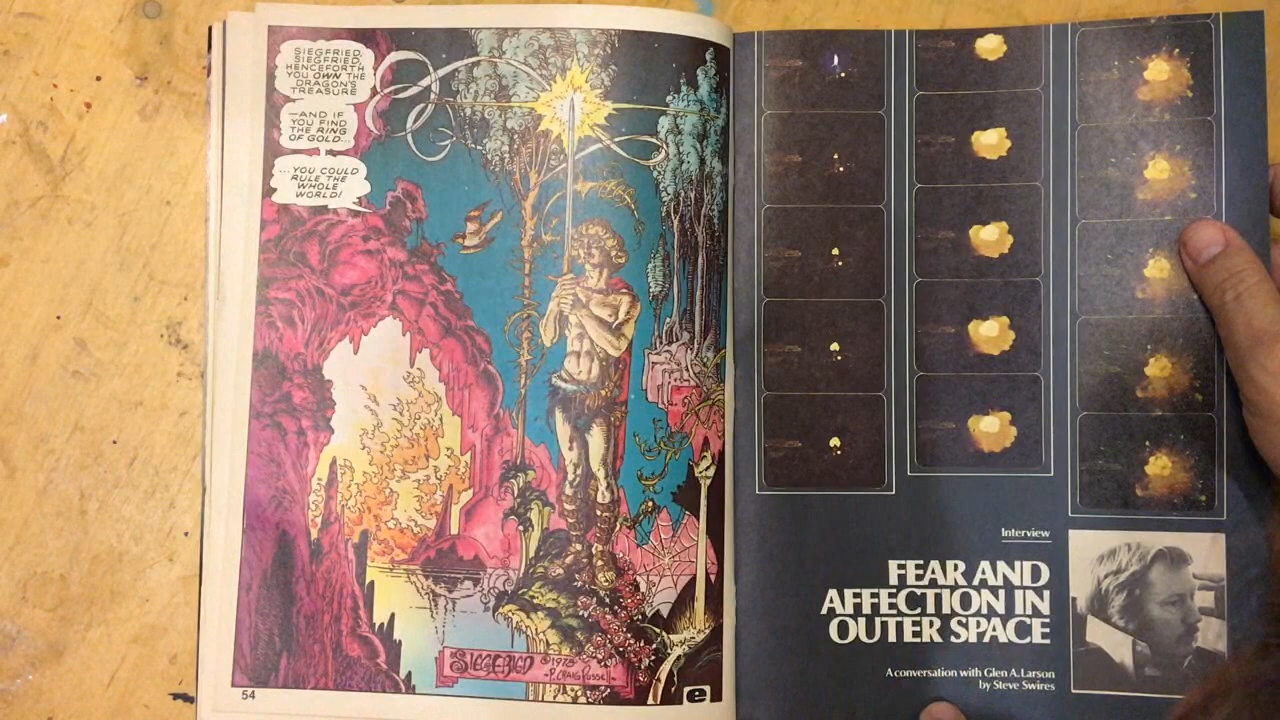 SIEGFRIED,
SIEGFRIED,
HENCEFORTH
YOU OWN THE
DRAGON'S
TREASURE
—AND IF
YOU FIND
THE RING
OF GOLD...
...YOU COULD
RULE THE
WHOLE
WORLD!
SIEGFRIED ©1978
P. CRAIG RUSSELL
54
e
Interview
FEAR AND
AFFECTION IN
OUTER SPACE
A conversation with Glen A. Larson
by Steve Swires